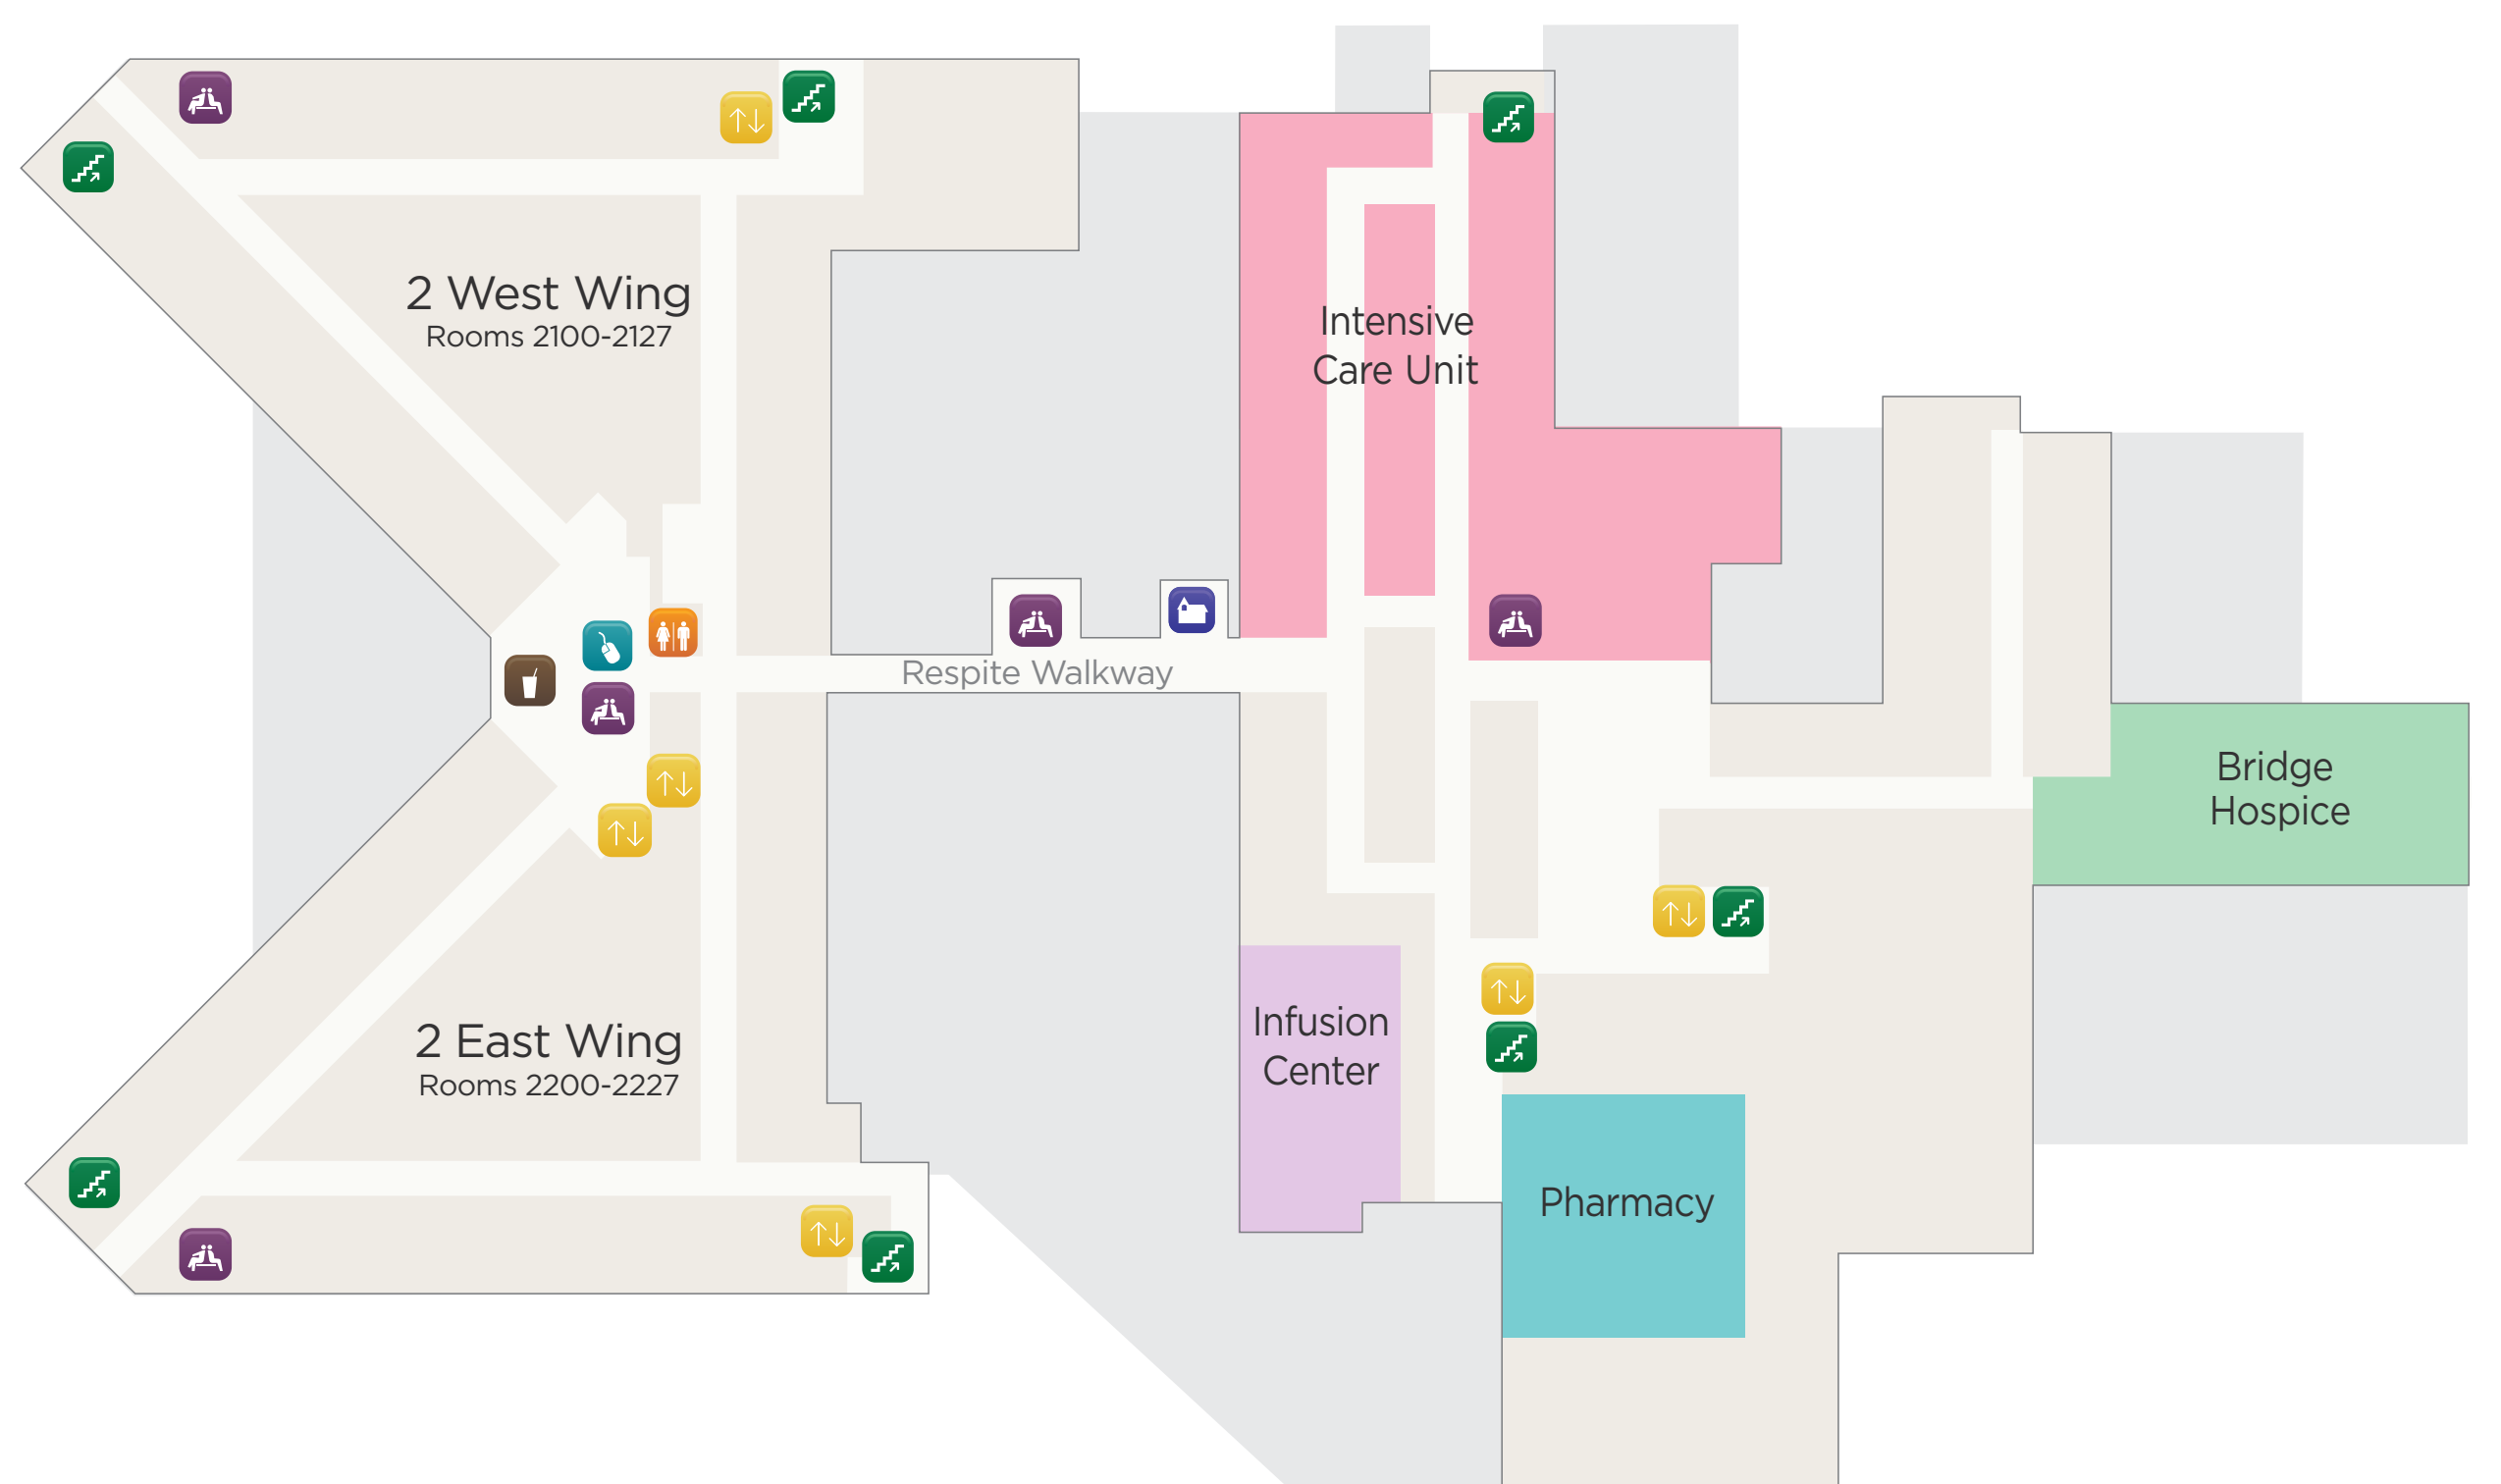 2 West Wing
Rooms 2100-2127
Intensive
Care Unit
Respite Walkway
Bridge
Hospice
2 East Wing
Rooms 2200-2227
Infusion
Center
Pharmacy